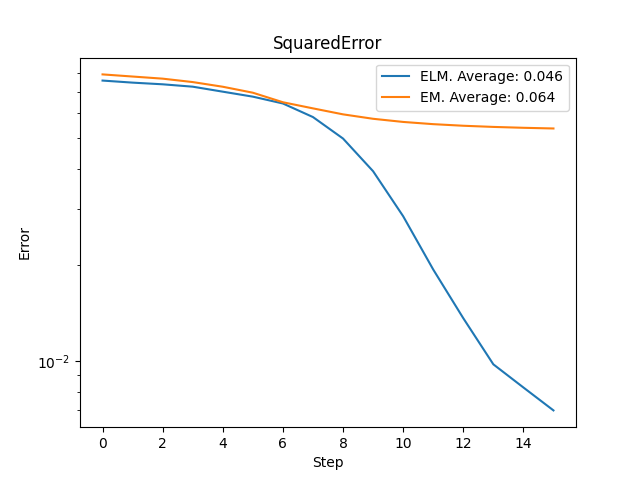 SquaredError
ELM. Average: 0.046
EM. Average: 0.064
Error
10⁻²
0 2 4 6 8 10 12 14
Step